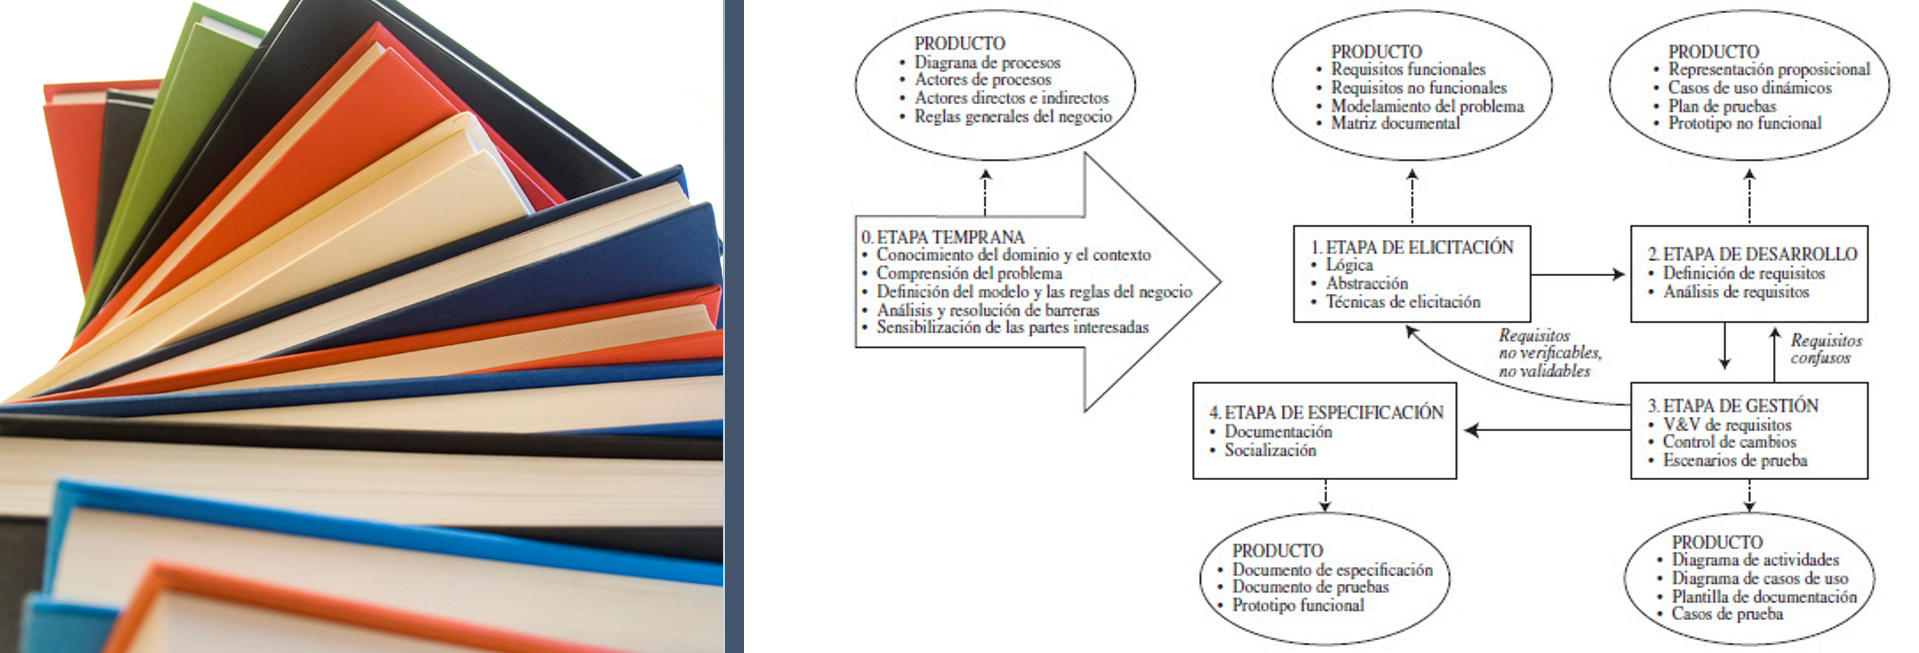 PRODUCTO
• Diagrana de procesos
• Actores de procesos
• Actores directos e indirectos
• Reglas generales del negocio
PRODUCTO
• Requisitos funcionales
• Requisitos no funcionales
• Modelamiento del problema
• Matriz documental
PRODUCTO
• Representación proposicional
• Casos de uso dinámicos
• Plan de pruebas
• Prototipo no funcional
0. ETAPA TEMPRANA
• Conocimiento del dominio y el contexto
• Comprensión del problema
• Definición del modelo y las reglas del negocio
• Análisis y resolución de barreras
• Sensibilización de las partes interesadas
1. ETAPA DE ELICITACIÓN
• Lógica
• Abstracción
• Técnicas de elicitación
2. ETAPA DE DESARROLLO
• Definición de requisitos
• Análisis de requisitos
Requisitos
no verificables,
no validables
Requisitos
confusos
3. ETAPA DE GESTIÓN
• V&V de requisitos
• Control de cambios
• Escenarios de prueba
4. ETAPA DE ESPECIFICACIÓN
• Documentación
• Socialización
PRODUCTO
• Documento de especificación
• Documento de pruebas
• Prototipo funcional
PRODUCTO
• Diagrama de actividades
• Diagrama de casos de uso
• Plantilla de documentación
• Casos de prueba